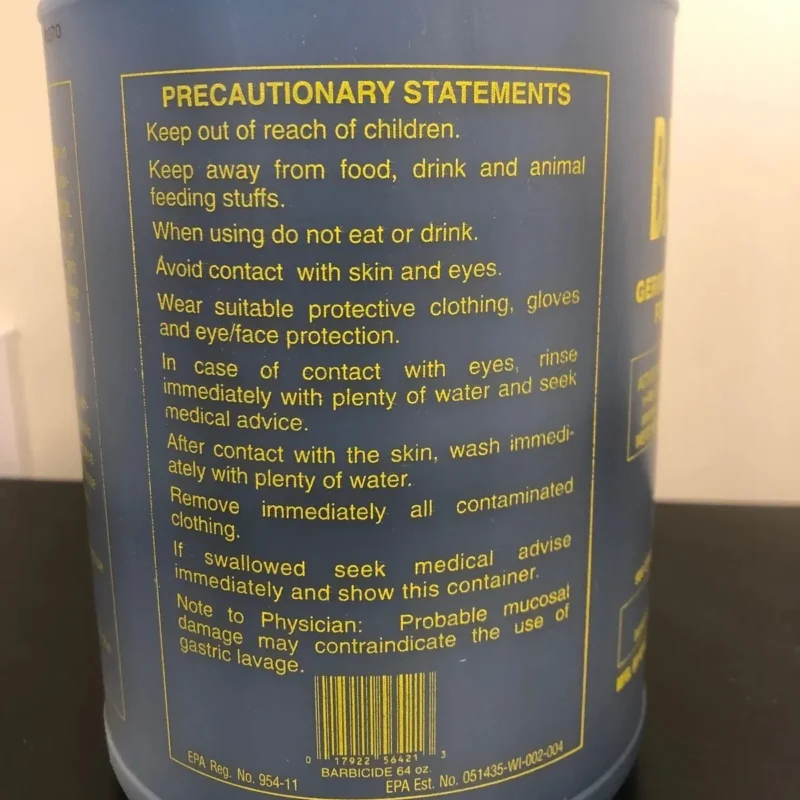 PRECAUTIONARY STATEMENTS
Keep out of reach of children.
Keep away from food, drink and animal
feeding stuffs.
When using do not eat or drink.
Avoid contact with skin and eyes.
Wear suitable protective clothing, gloves
and eye/face protection.
In case of contact with eyes, rinse
immediately with plenty of water and seek
medical advice.
After contact with the skin, wash immedi-
ately with plenty of water.
Remove immediately all contaminated
clothing.
If swallowed seek medical advise
immediately and show this container.
Note to Physician: Probable mucosal
damage may contraindicate the use of
gastric lavage.
0 17922 56421 3
BARBICIDE 64 oz.
EPA Reg. No. 954-11
EPA Est. No. 051435-WI-002-004